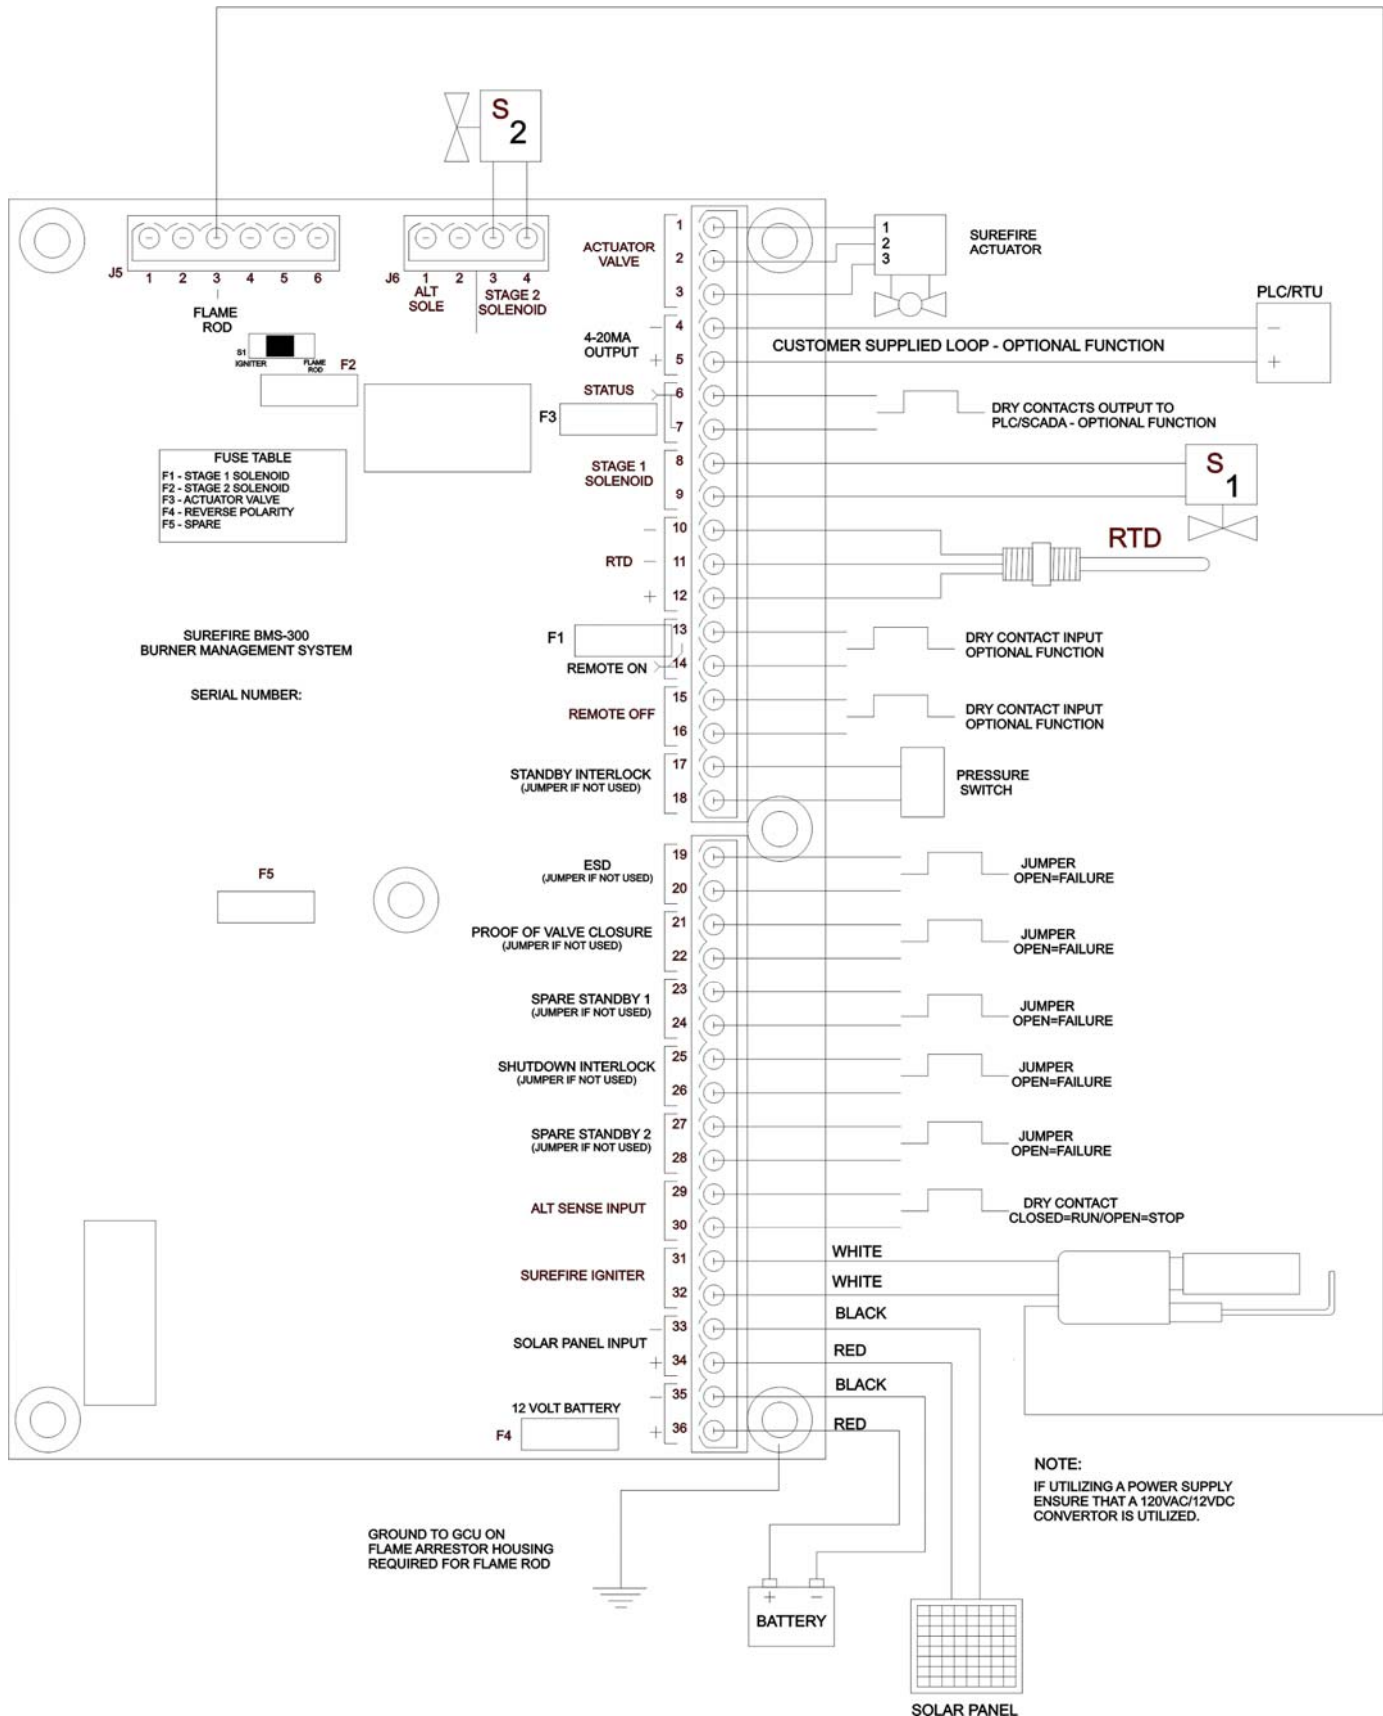 S
2
1
2
3
4
5
6
J5
FLAME
ROD
J6
1
2
3
4
ALT
SOLE
STAGE 2
SOLENOID
S1
IGNITER
FLAME
ROD
F2
F3
FUSE TABLE
F1 - STAGE 1 SOLENOID
F2 - STAGE 2 SOLENOID
F3 - ACTUATOR VALVE
F4 - REVERSE POLARITY
F5 - SPARE
SUREFIRE BMS-300
BURNER MANAGEMENT SYSTEM
SERIAL NUMBER:
F5
ACTUATOR
VALVE
1
2
3
1
2
3
SUREFIRE
ACTUATOR
4-20MA
OUTPUT
−
+
4
5
CUSTOMER SUPPLIED LOOP - OPTIONAL FUNCTION
PLC/RTU
−
+
STATUS
6
7
DRY CONTACTS OUTPUT TO
PLC/SCADA - OPTIONAL FUNCTION
STAGE 1
SOLENOID
8
9
S
1
RTD
−
−
+
10
11
12
RTD
F1
REMOTE ON
13
14
DRY CONTACT INPUT
OPTIONAL FUNCTION
REMOTE OFF
15
16
DRY CONTACT INPUT
OPTIONAL FUNCTION
STANDBY INTERLOCK
(JUMPER IF NOT USED)
17
18
PRESSURE
SWITCH
ESD
(JUMPER IF NOT USED)
19
20
JUMPER
OPEN=FAILURE
PROOF OF VALVE CLOSURE
(JUMPER IF NOT USED)
21
22
JUMPER
OPEN=FAILURE
SPARE STANDBY 1
(JUMPER IF NOT USED)
23
24
JUMPER
OPEN=FAILURE
SHUTDOWN INTERLOCK
(JUMPER IF NOT USED)
25
26
JUMPER
OPEN=FAILURE
SPARE STANDBY 2
(JUMPER IF NOT USED)
27
28
JUMPER
OPEN=FAILURE
ALT SENSE INPUT
29
30
DRY CONTACT
CLOSED=RUN/OPEN=STOP
SUREFIRE IGNITER
31
32
WHITE
WHITE
SOLAR PANEL INPUT
−
+
33
34
BLACK
RED
12 VOLT BATTERY
F4
−
+
35
36
BLACK
RED
NOTE:
IF UTILIZING A POWER SUPPLY
ENSURE THAT A 120VAC/12VDC
CONVERTOR IS UTILIZED.
GROUND TO GCU ON
FLAME ARRESTOR HOUSING
REQUIRED FOR FLAME ROD
+ −
BATTERY
SOLAR PANEL